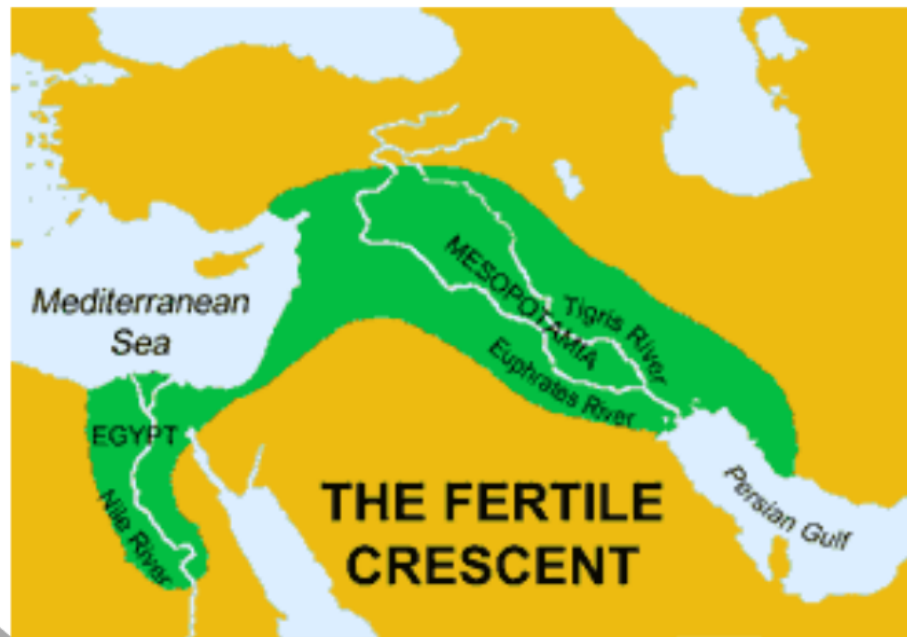 Mediterranean
Sea
MESOPOTAMIA
Tigris River
Euphrates River
EGYPT
Nile River
THE FERTILE
CRESCENT
Persian Gulf